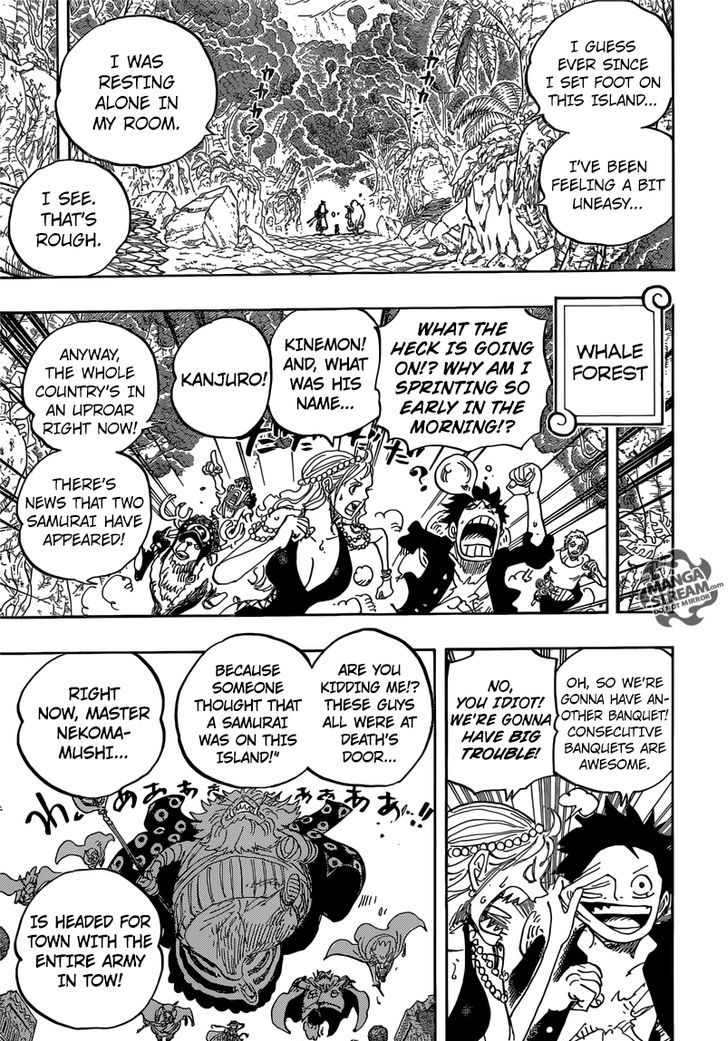 I GUESS
EVER SINCE
I SET FOOT ON
THIS ISLAND...
I'VE BEEN
FEELING A BIT
UNEASY...
I WAS
RESTING
ALONE IN
MY ROOM.
I SEE.
THAT'S
ROUGH.
WHALE
FOREST
WHAT THE
HECK IS GOING
ON!? WHY AM I
SPRINTING SO
EARLY IN THE
MORNING!?
KINEMON!
AND, WHAT
WAS HIS
NAME...
KANJURO!
ANYWAY,
THE WHOLE
COUNTRY'S IN
AN UPROAR
RIGHT NOW!
THERE'S
NEWS THAT TWO
SAMURAI HAVE
APPEARED!
?
MANGA
STREAM.com
DO NOT MIRROR
OH, SO WE'RE
GONNA HAVE AN-
OTHER BANQUET!
CONSECUTIVE
BANQUETS ARE
AWESOME.
NO,
YOU IDIOT!
WE'RE GONNA
HAVE BIG
TROUBLE!
ARE YOU
KIDDING ME!?
THESE GUYS
ALL WERE AT
DEATH'S
DOOR...
BECAUSE
SOMEONE
THOUGHT THAT
A SAMURAI
WAS ON THIS
ISLAND!"
RIGHT
NOW, MASTER
NEKOMA-
MUSHI...
IS HEADED FOR
TOWN WITH THE
ENTIRE ARMY
IN TOW!